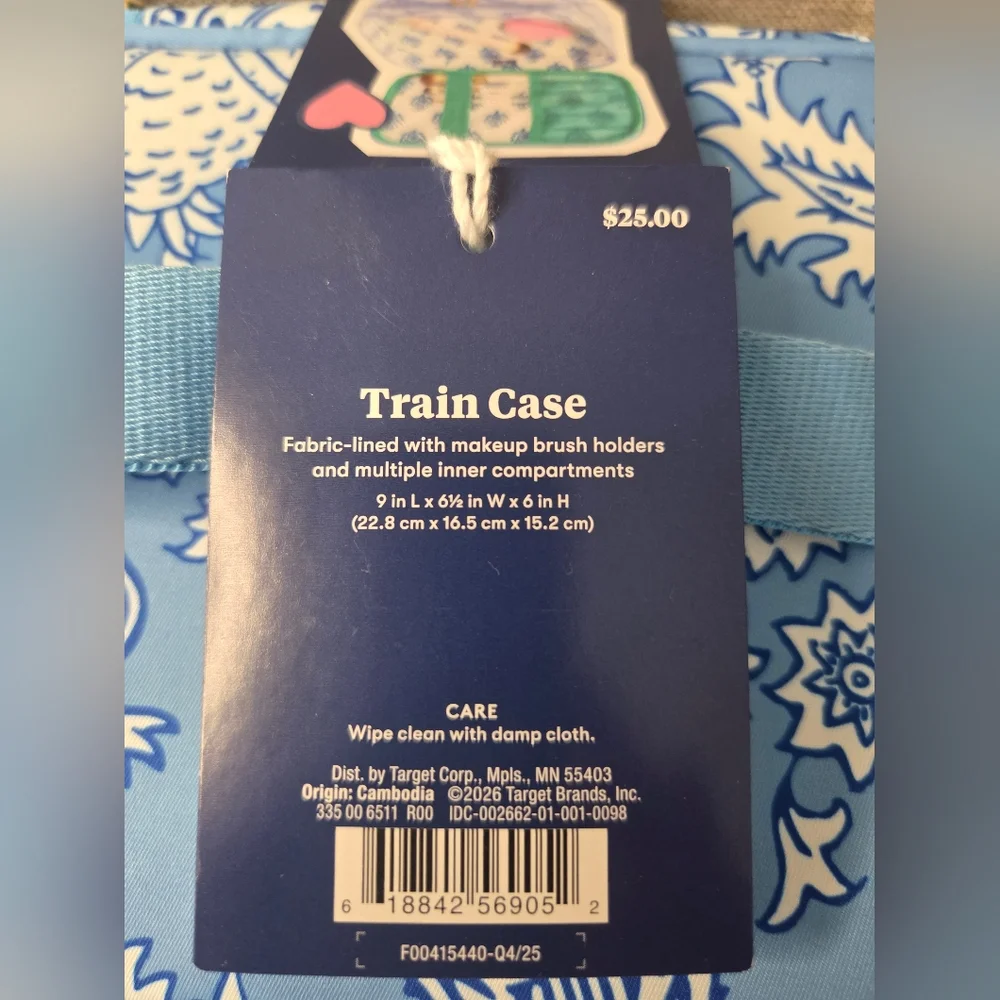 $25.00
Train Case
Fabric-lined with makeup brush holders
and multiple inner compartments
9 in L x 6½ in W x 6 in H
(22.8 cm x 16.5 cm x 15.2 cm)
CARE
Wipe clean with damp cloth.
Dist. by Target Corp., Mpls., MN 55403
Origin: Cambodia ©2026 Target Brands, Inc.
335 00 6511 R00 IDC-002662-01-001-0098
6 18842 56905 2
F00415440-Q4/25